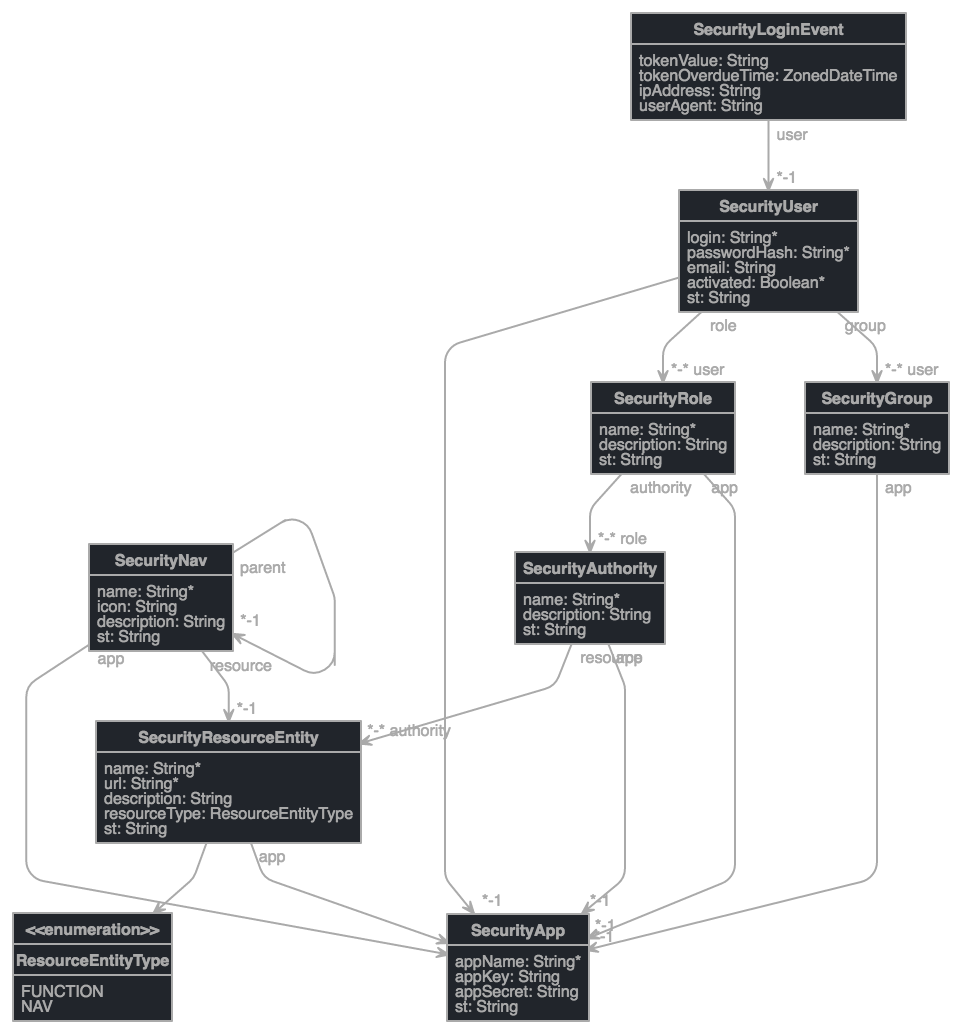 SecurityLoginEvent
tokenValue: String
tokenOverdueTime: ZonedDateTime
ipAddress: String
userAgent: String
user
*-1
SecurityUser
login: String*
passwordHash: String*
email: String
activated: Boolean*
st: String
role
group
*-* user
*-* user
SecurityRole
name: String*
description: String
st: String
SecurityGroup
name: String*
description: String
st: String
authority
app
app
*-* role
SecurityNav
name: String*
icon: String
description: String
st: String
parent
*-1
SecurityAuthority
name: String*
description: String
st: String
app
resource
resource
app
*-1
*-* authority
SecurityResourceEntity
name: String*
url: String*
description: String
resourceType: ResourceEntityType
st: String
app
*-1
*-1
*-1
*-1
<<enumeration>>
ResourceEntityType
FUNCTION
NAV
SecurityApp
appName: String*
appKey: String
appSecret: String
st: String